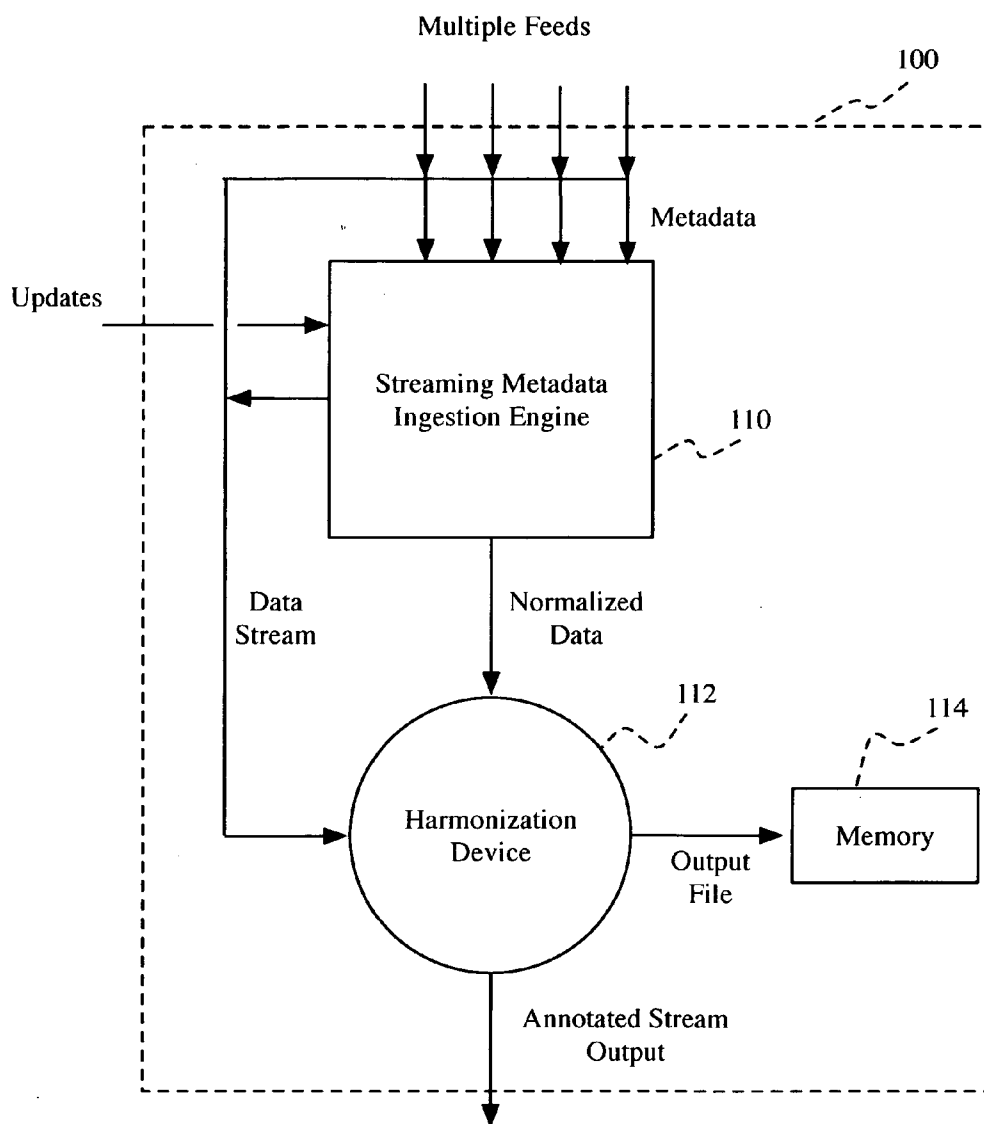 Multiple Feeds
100
Metadata
Updates
Streaming Metadata
Ingestion Engine
110
Data
Stream
Normalized
Data
112
114
Harmonization
Device
Memory
Output
File
Annotated Stream
Output